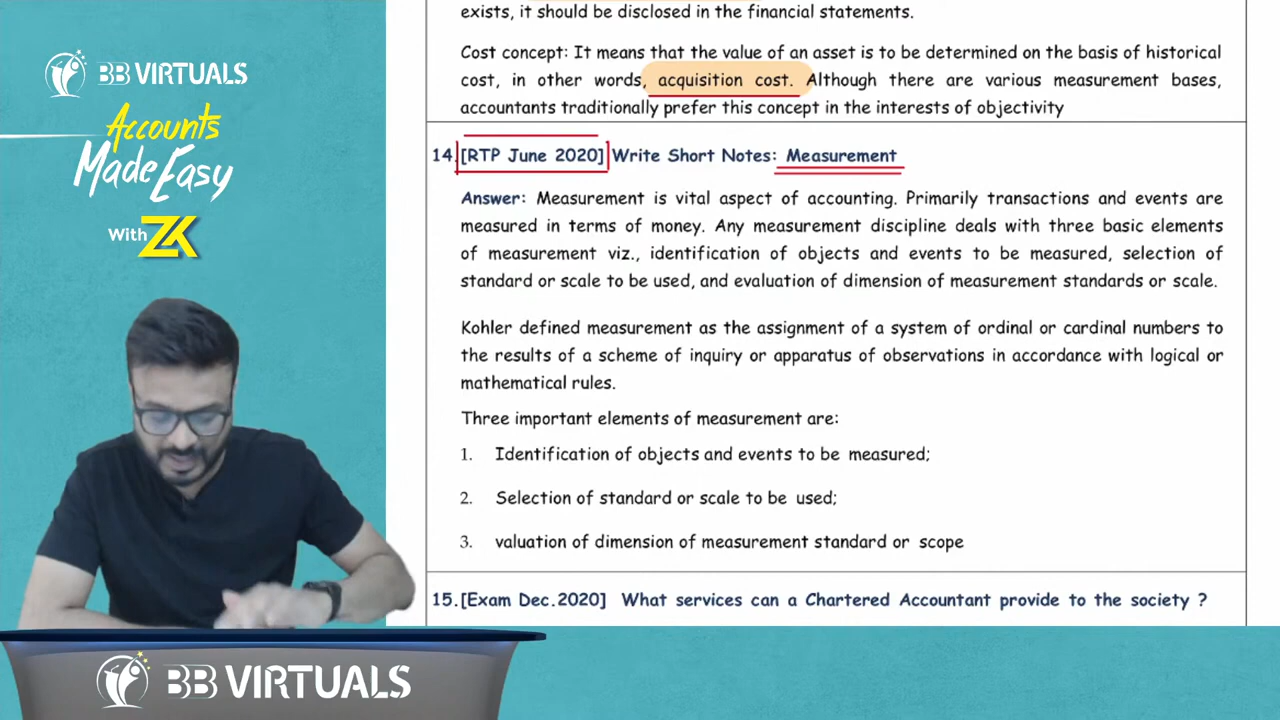 BB VIRTUALS
Accounts
Made Easy
With ZK
exists, it should be disclosed in the financial statements.
Cost concept: It means that the value of an asset is to be determined on the basis of historical
cost, in other words, acquisition cost. Although there are various measurement bases,
accountants traditionally prefer this concept in the interests of objectivity
14.[RTP June 2020] Write Short Notes: Measurement
Answer: Measurement is vital aspect of accounting. Primarily transactions and events are
measured in terms of money. Any measurement discipline deals with three basic elements
of measurement viz., identification of objects and events to be measured, selection of
standard or scale to be used, and evaluation of dimension of measurement standards or scale.
Kohler defined measurement as the assignment of a system of ordinal or cardinal numbers to
the results of a scheme of inquiry or apparatus of observations in accordance with logical or
mathematical rules.
Three important elements of measurement are:
1. Identification of objects and events to be measured;
2. Selection of standard or scale to be used;
3. valuation of dimension of measurement standard or scope
15.[Exam Dec.2020] What services can a Chartered Accountant provide to the society ?
BB VIRTUALS